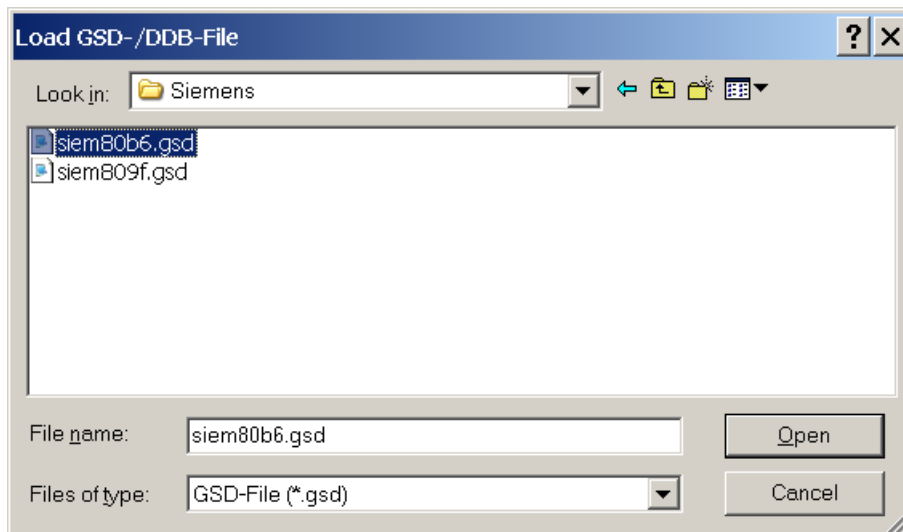 Load GSD-/DDB-File
?
Look in: Siemens
siem80b6.gsd
siem809f.gsd
File name: siem80b6.gsd Open
Files of type: GSD-File (*.gsd) Cancel